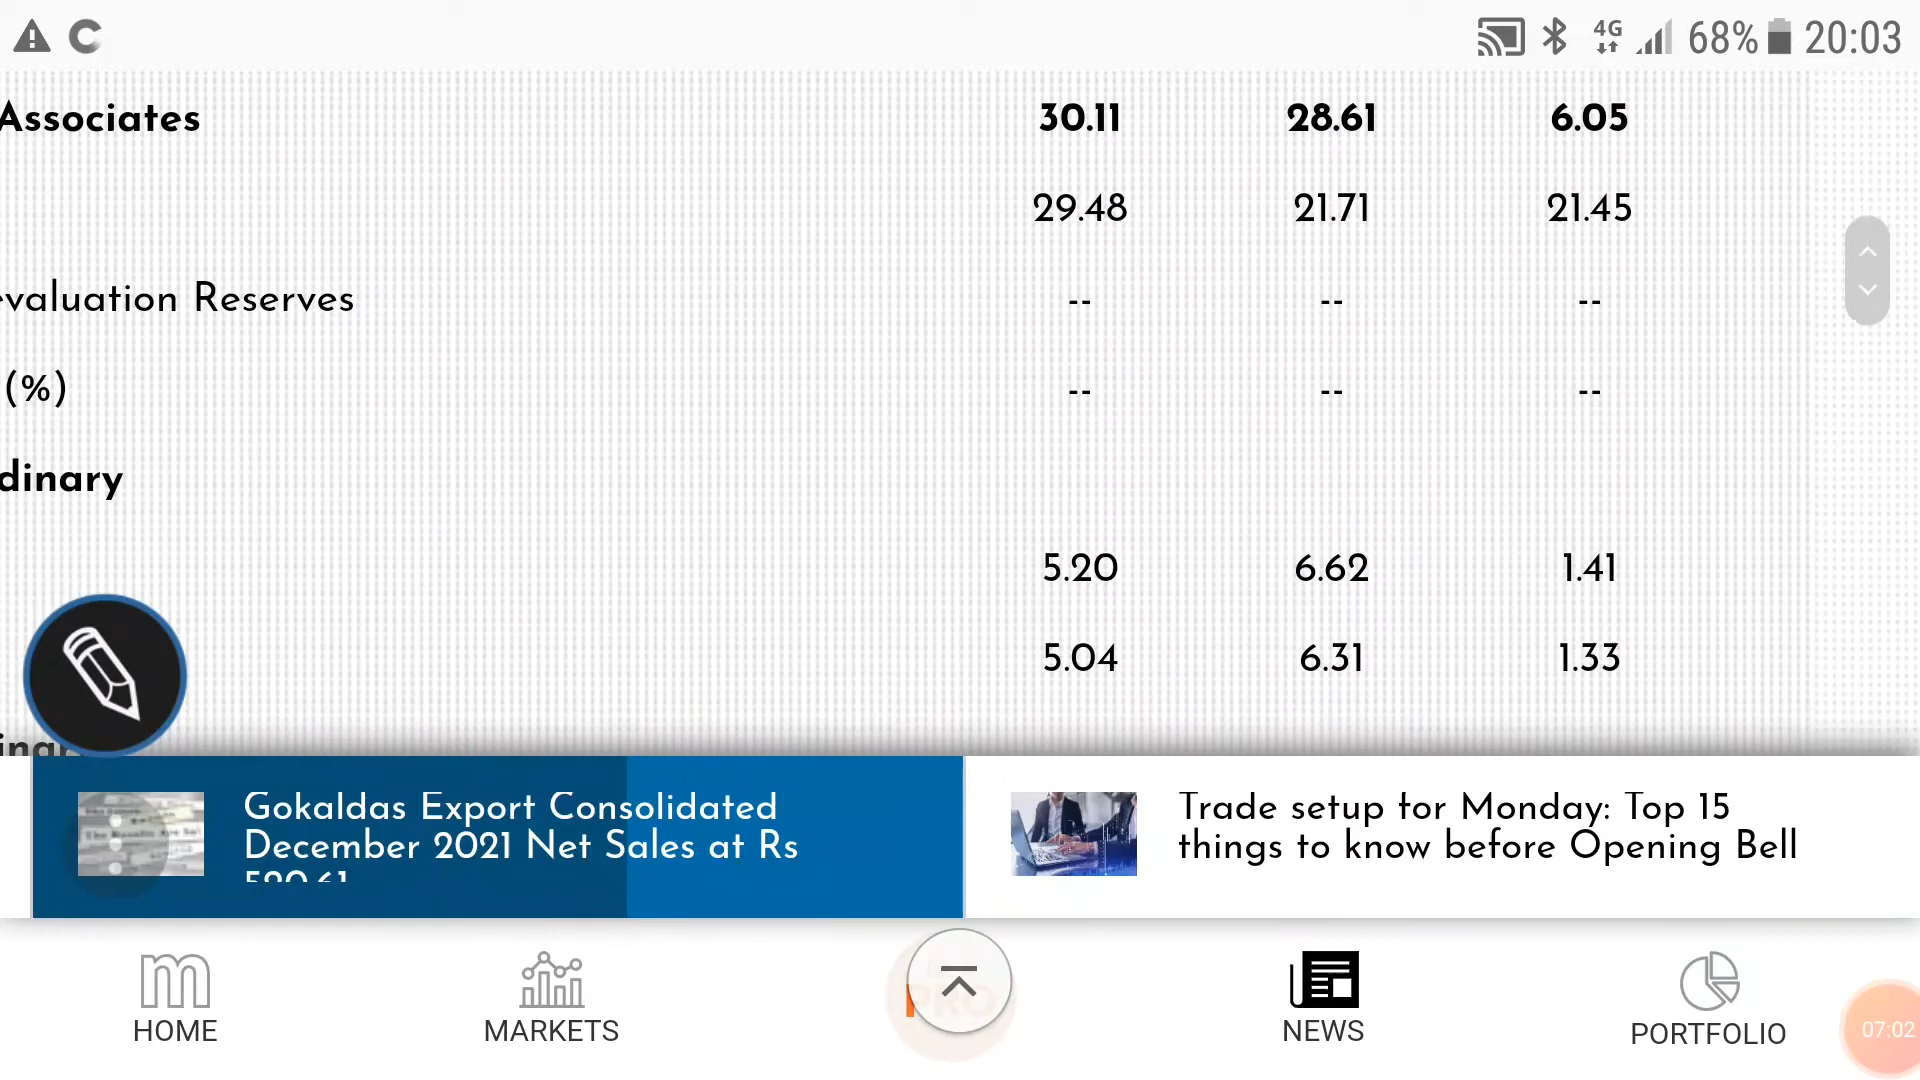 4G 68% 20:03
Associates 30.11 28.61 6.05
29.48 21.71 21.45
evaluation Reserves -- -- --
(%) -- -- --
dinary
5.20 6.62 1.41
5.04 6.31 1.33
Gokaldas Export Consolidated
December 2021 Net Sales at Rs
Trade setup for Monday: Top 15
things to know before Opening Bell
HOME MARKETS PRO NEWS PORTFOLIO
07:02